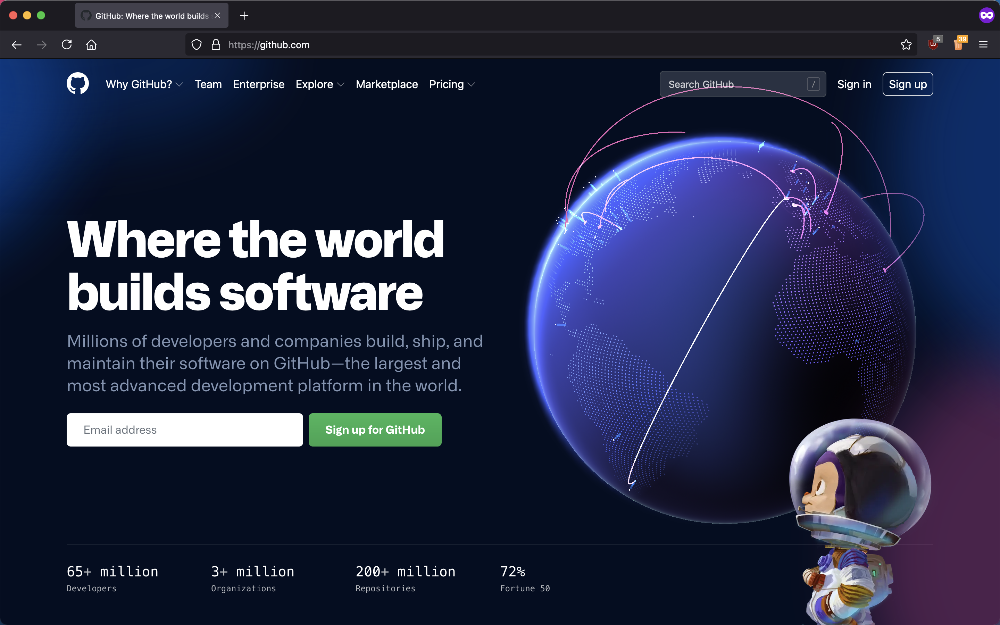 GitHub: Where the world builds
https://github.com
5
39
Why GitHub? Team Enterprise Explore Marketplace Pricing Search GitHub / Sign in Sign up
Where the world
builds software
Millions of developers and companies build, ship, and
maintain their software on GitHub—the largest and
most advanced development platform in the world.
Email address Sign up for GitHub
65+ million 3+ million 200+ million 72%
Developers Organizations Repositories Fortune 50